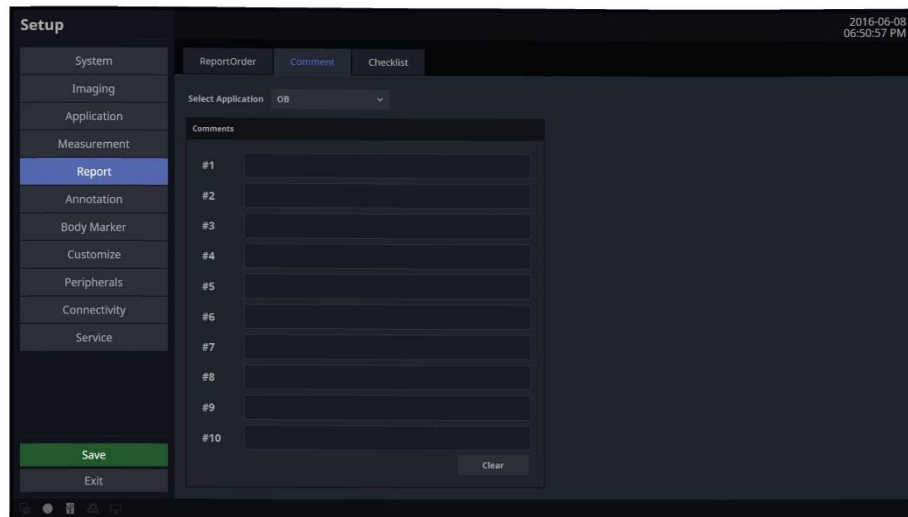 Setup
2016-06-08
06:50:57 PM
System
Imaging
Application
Measurement
Report
Annotation
Body Marker
Customize
Peripherals
Connectivity
Service
Save
Exit
ReportOrder Comment Checklist
Select Application OB
Comments
#1
#2
#3
#4
#5
#6
#7
#8
#9
#10
Clear